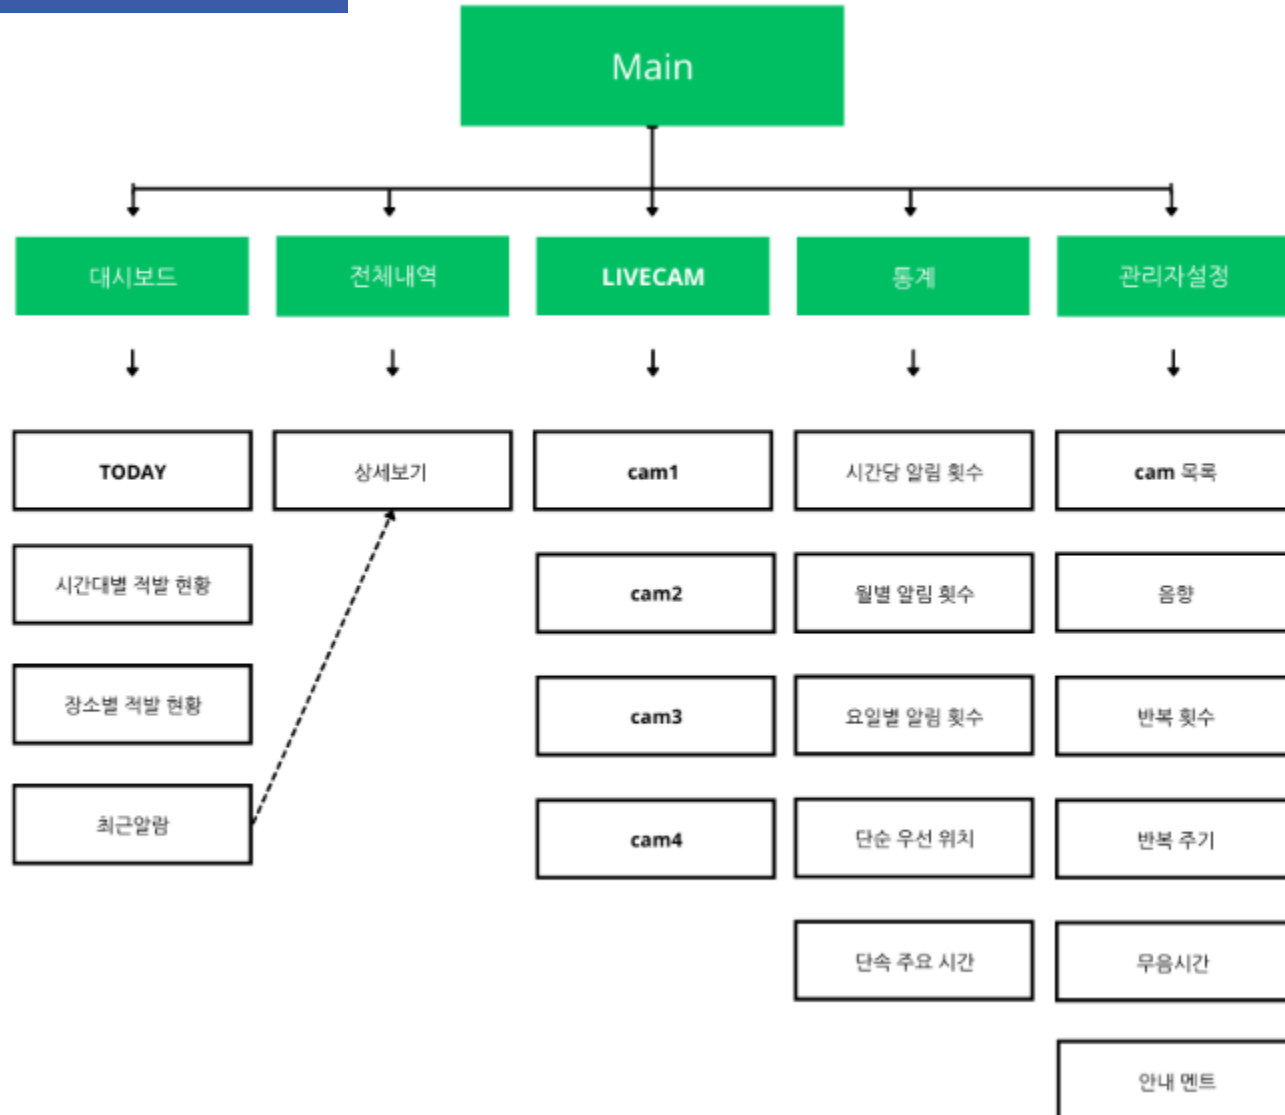 Main
대시보드
전체내역
LIVECAM
통계
관리자설정
TODAY
시간대별 적발 현황
장소별 적발 현황
최근알람
상세보기
cam1
cam2
cam3
cam4
시간당 알림 횟수
월별 알림 횟수
요일별 알림 횟수
단순 우선 위치
단속 주요 시간
cam 목록
음향
반복 횟수
반복 주기
무음시간
안내 멘트